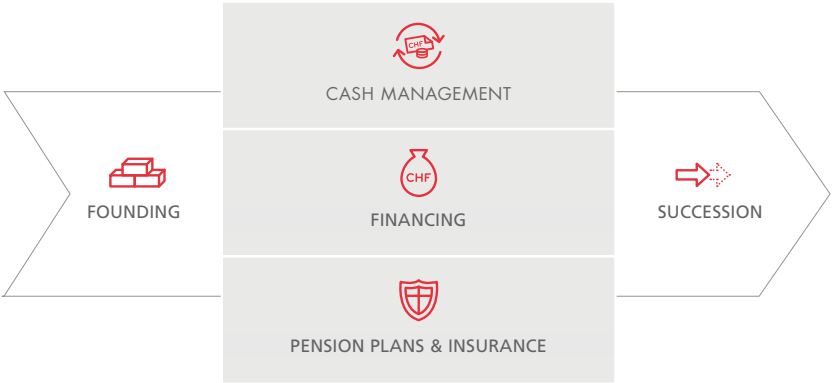 CHF
CASH MANAGEMENT
FOUNDING
CHF
FINANCING
SUCCESSION
PENSION PLANS & INSURANCE